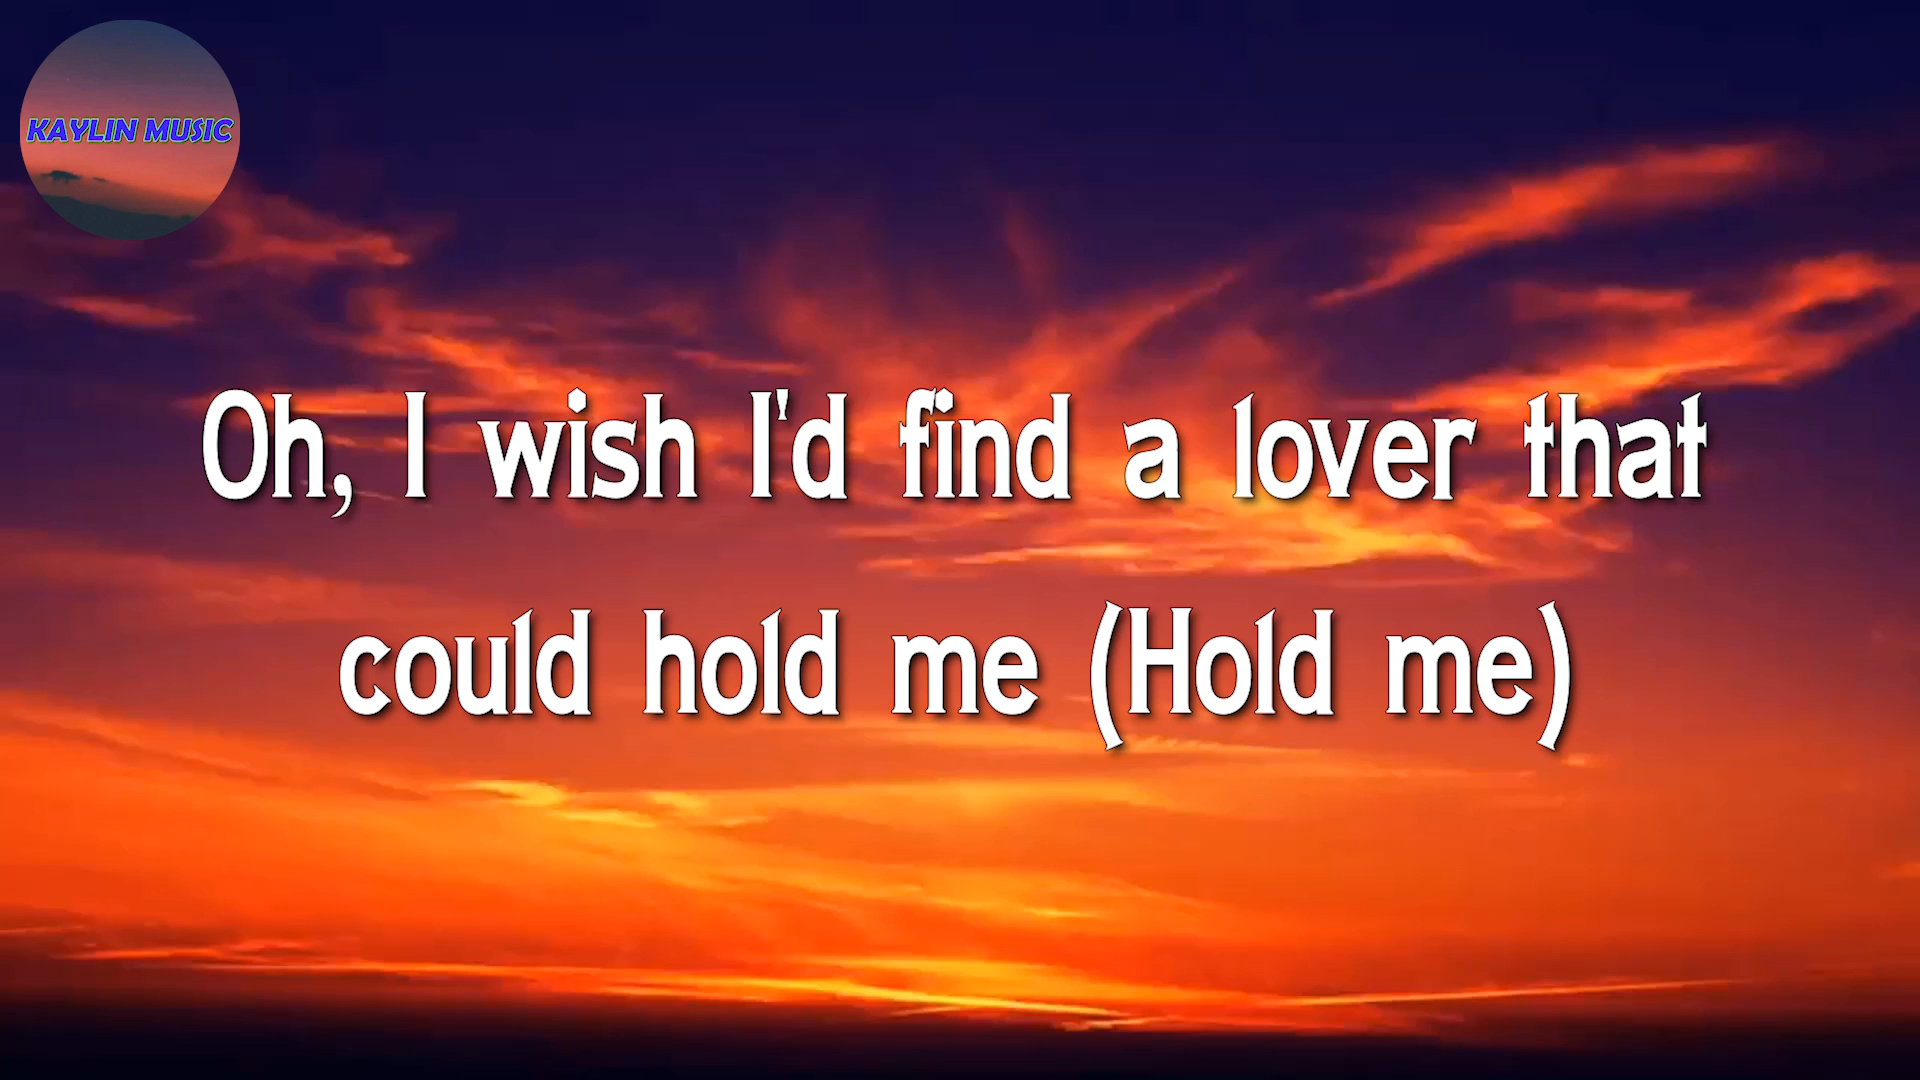 KAYLIN MUSIC
Oh, I wish I'd find a lover that
could hold me (Hold me)